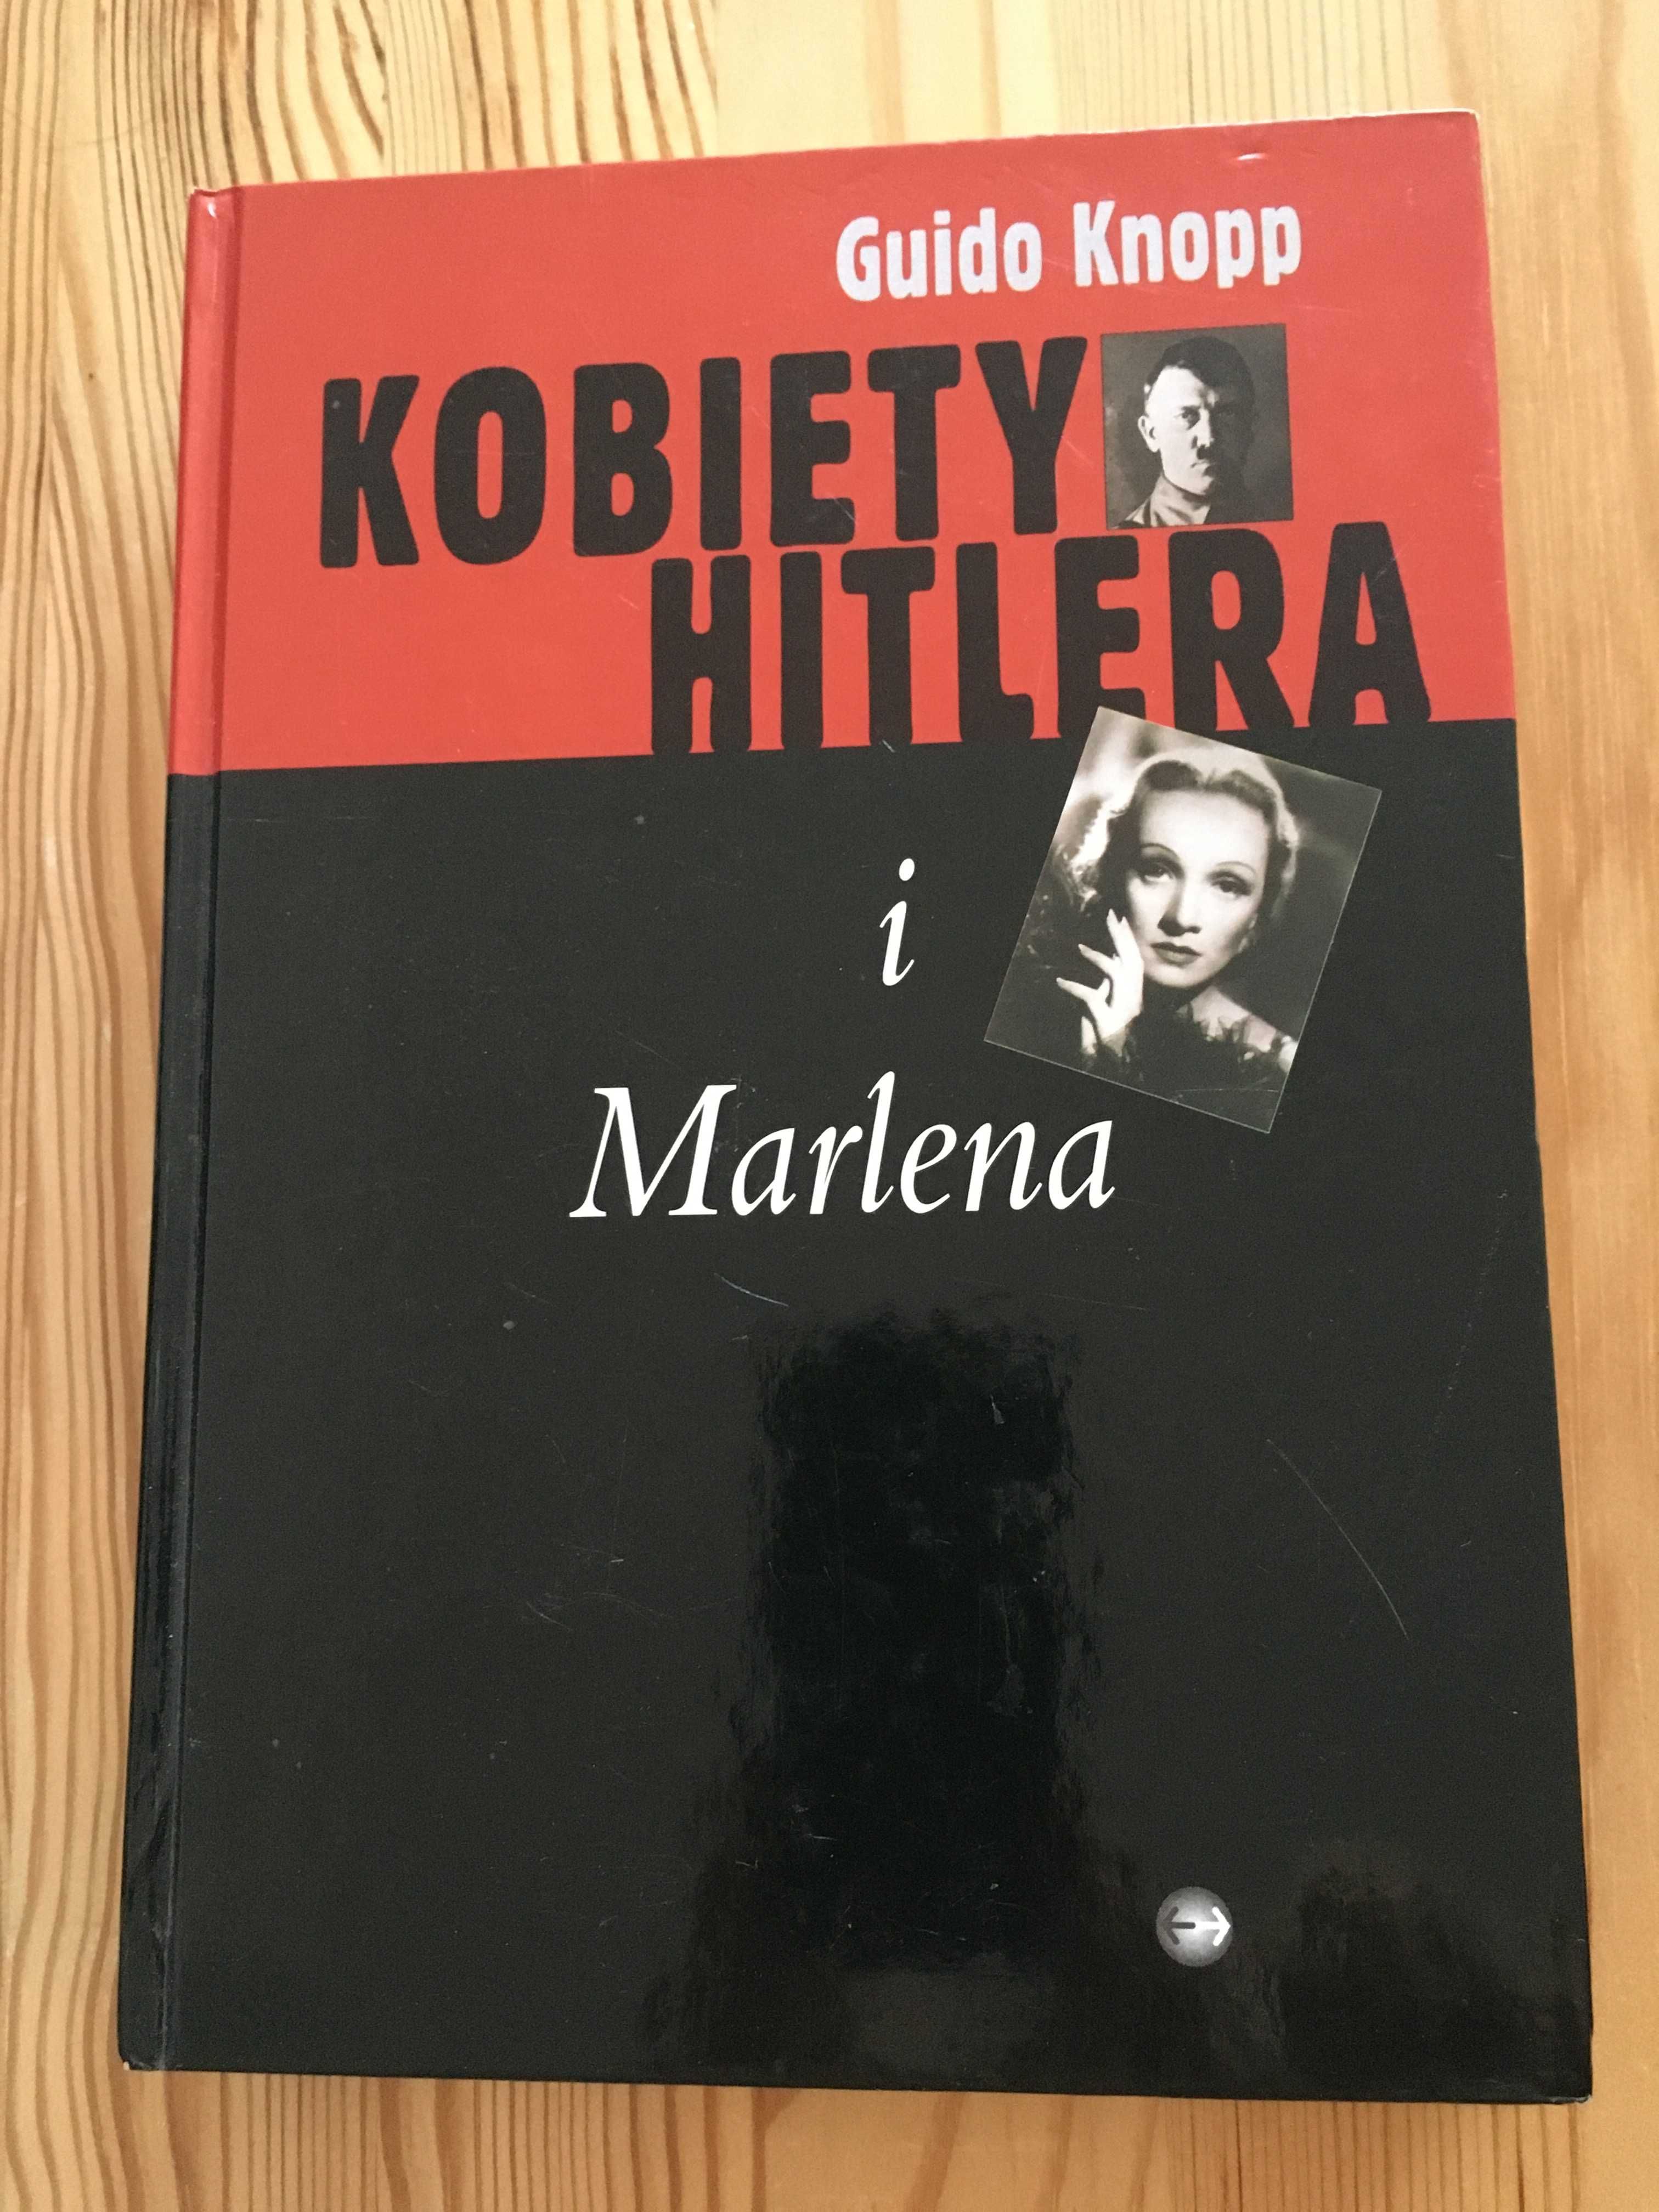 Guido Knopp
KOBIETY
HITLERA
i
Marlena